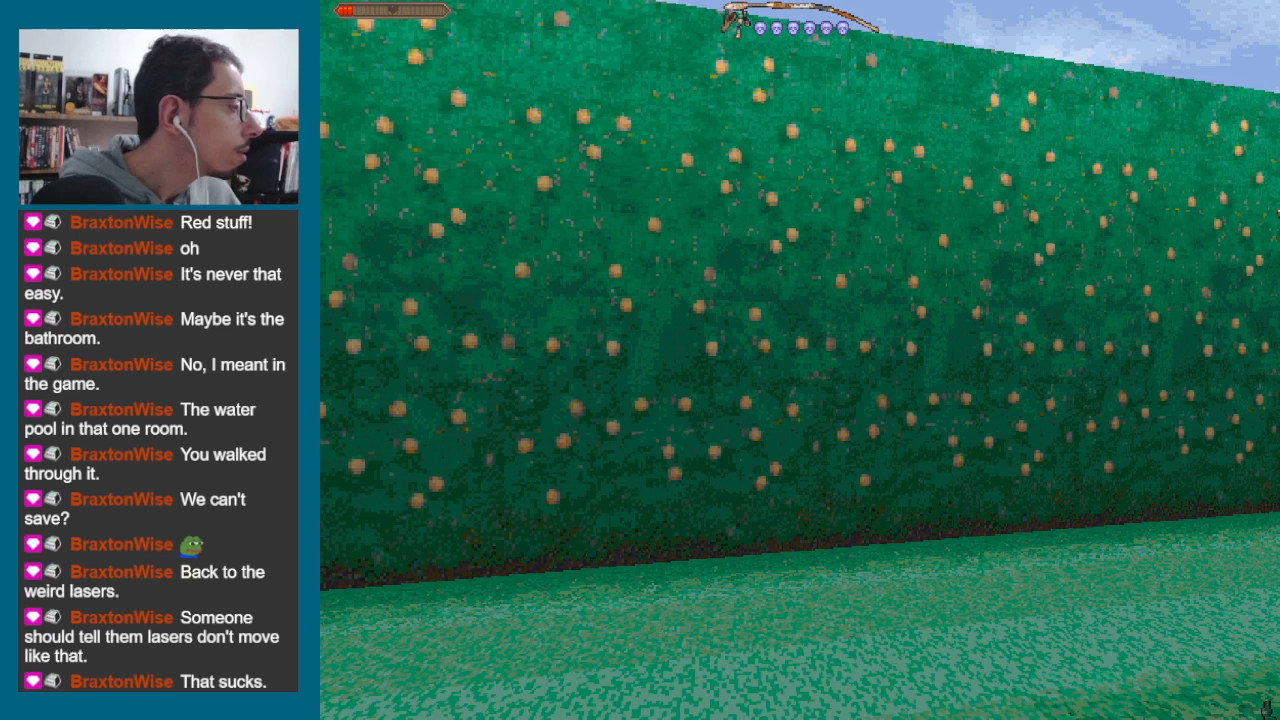 BraxtonWise Red stuff!
BraxtonWise oh
BraxtonWise It's never that
easy.
BraxtonWise Maybe it's the
bathroom.
BraxtonWise No, I meant in
the game.
BraxtonWise The water
pool in that one room.
BraxtonWise You walked
through it.
BraxtonWise We can't
save?
BraxtonWise
BraxtonWise Back to the
weird lasers.
BraxtonWise Someone
should tell them lasers don't move
like that.
BraxtonWise That sucks.